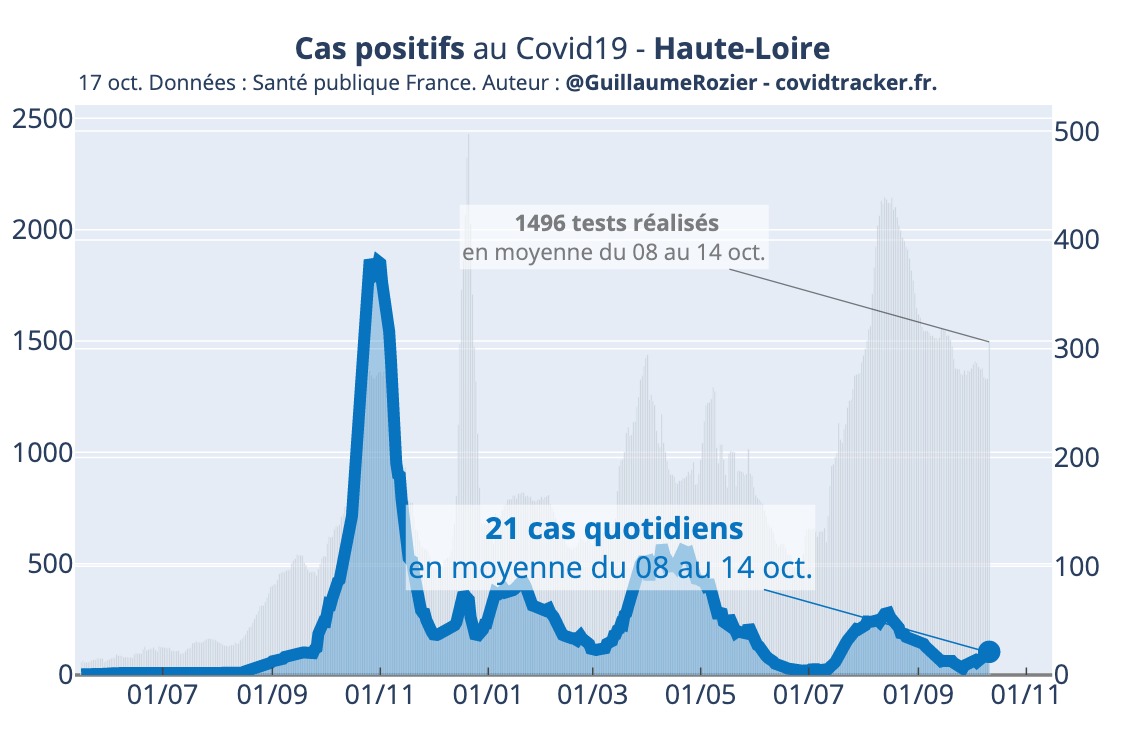 Cas positifs au Covid19 - Haute-Loire
17 oct. Données : Santé publique France. Auteur : @GuillaumeRozier - covidtracker.fr.
2500
500
1496 tests réalisés
en moyenne du 08 au 14 oct.
2000
400
1500
300
1000
200
21 cas quotidiens
en moyenne du 08 au 14 oct.
500
100
0
0
01/07 01/09 01/11 01/01 01/03 01/05 01/07 01/09 01/11